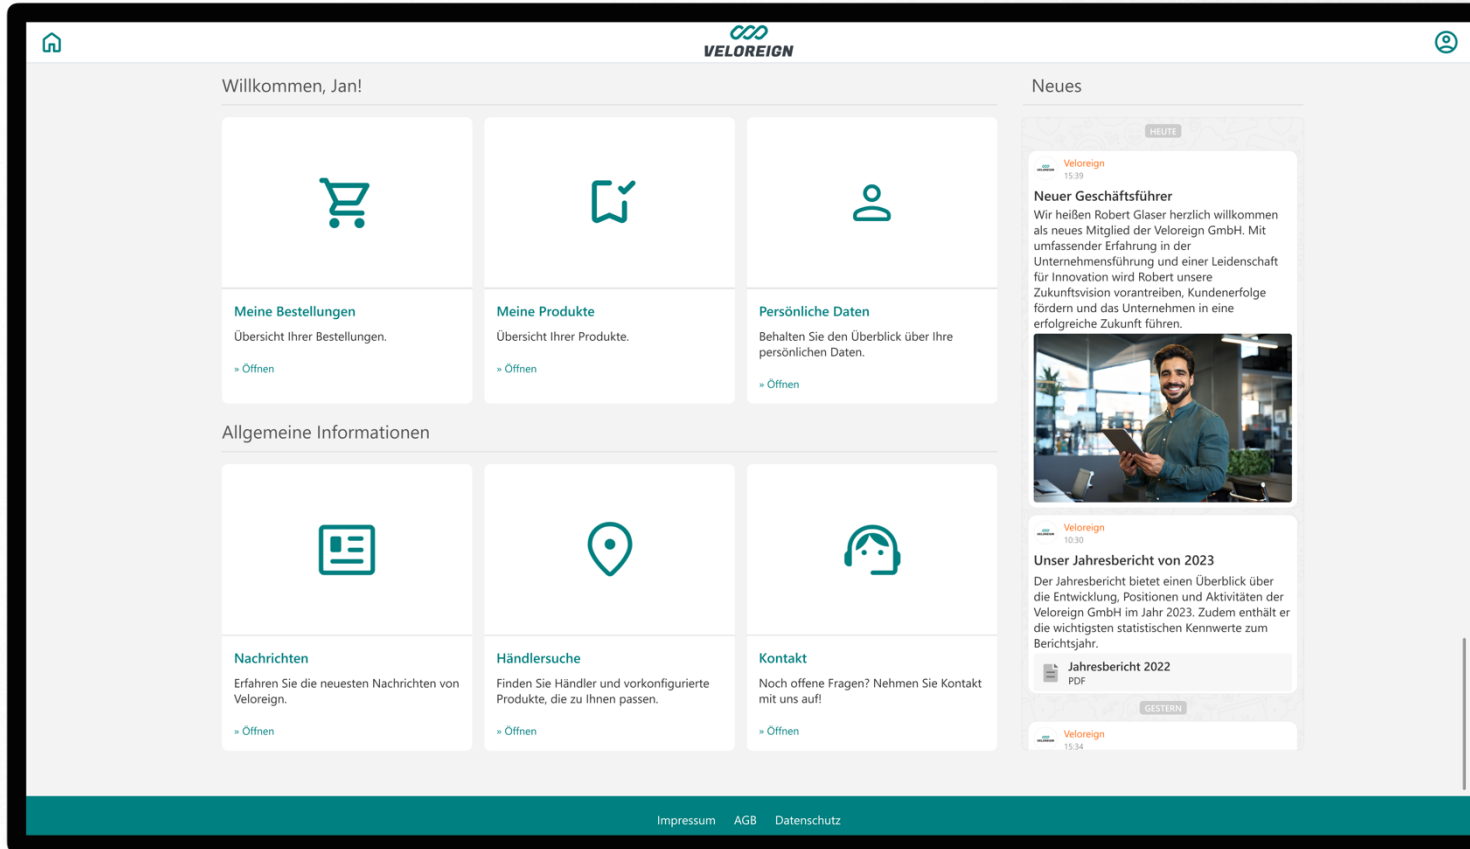 VELOREIGN
Willkommen, Jan!
Meine Bestellungen
Übersicht Ihrer Bestellungen.
» Öffnen
Meine Produkte
Übersicht Ihrer Produkte.
» Öffnen
Persönliche Daten
Behalten Sie den Überblick über Ihre
persönlichen Daten.
» Öffnen
Allgemeine Informationen
Nachrichten
Erfahren Sie die neuesten Nachrichten von
Veloreign.
» Öffnen
Händlersuche
Finden Sie Händler und vorkonfigurierte
Produkte, die zu Ihnen passen.
» Öffnen
Kontakt
Noch offene Fragen? Nehmen Sie Kontakt
mit uns auf!
» Öffnen
Neues
HEUTE
VELOREIGN
Veloreign
15:39
Neuer Geschäftsführer
Wir heißen Robert Glaser herzlich willkommen
als neues Mitglied der Veloreign GmbH. Mit
umfassender Erfahrung in der
Unternehmensführung und einer Leidenschaft
für Innovation wird Robert unsere
Zukunftsvision vorantreiben, Kundenerfolge
fördern und das Unternehmen in eine
erfolgreiche Zukunft führen.
VELOREIGN
Veloreign
10:30
Unser Jahresbericht von 2023
Der Jahresbericht bietet einen Überblick über
die Entwicklung, Positionen und Aktivitäten der
Veloreign GmbH im Jahr 2023. Zudem enthält er
die wichtigsten statistischen Kennwerte zum
Berichtsjahr.
Jahresbericht 2022
PDF
GESTERN
VELOREIGN
Veloreign
15:34
Impressum AGB Datenschutz